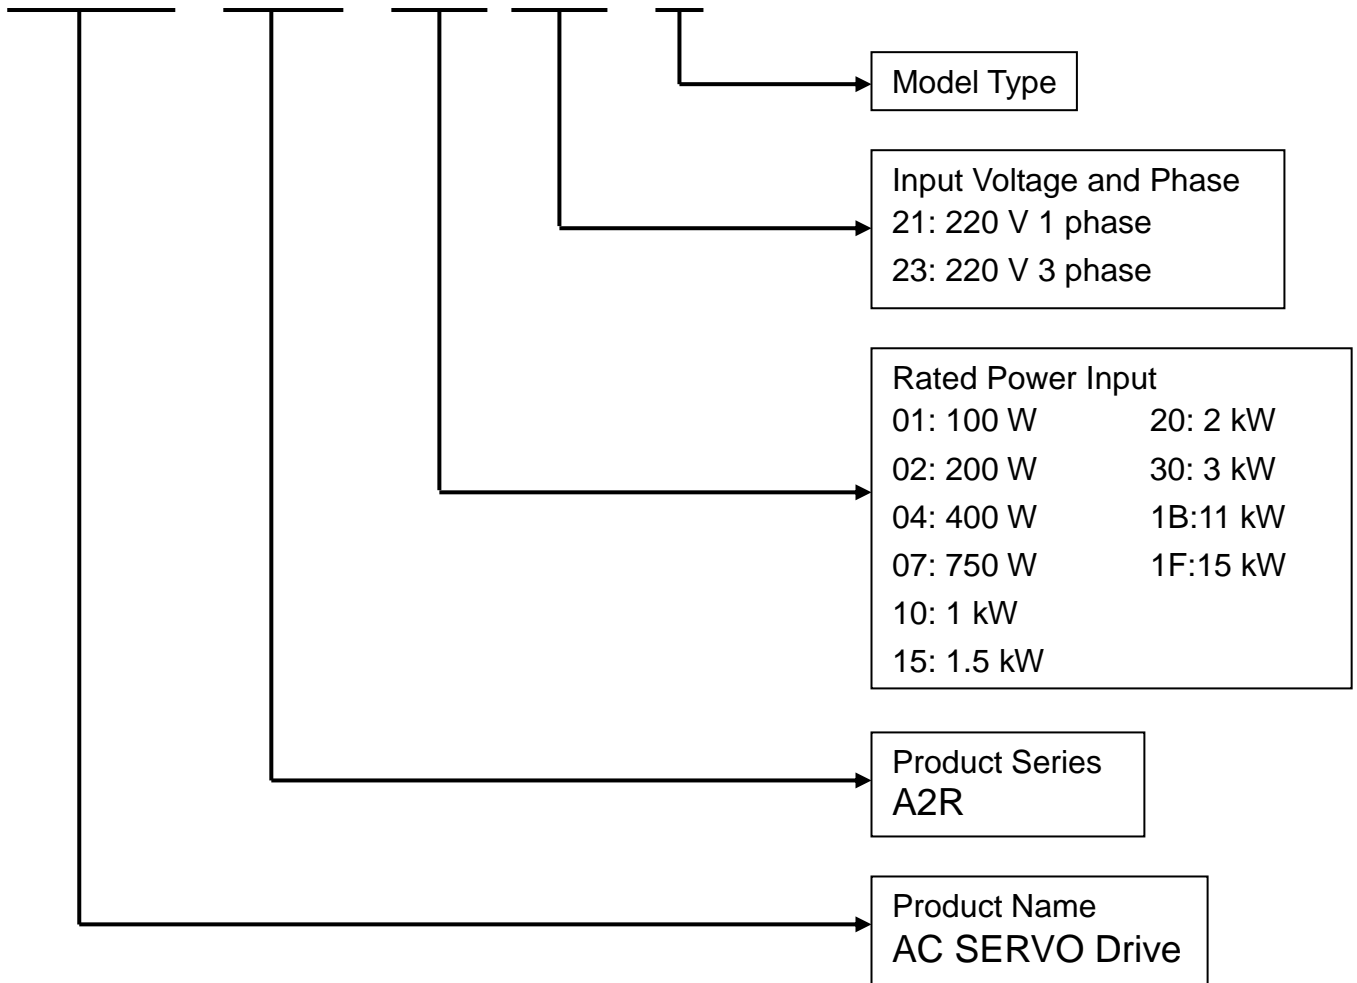 Model Type
Input Voltage and Phase
21: 220 V 1 phase
23: 220 V 3 phase
Rated Power Input
01: 100 W 20: 2 kW
02: 200 W 30: 3 kW
04: 400 W 1B:11 kW
07: 750 W 1F:15 kW
10: 1 kW
15: 1.5 kW
Product Series
A2R
Product Name
AC SERVO Drive